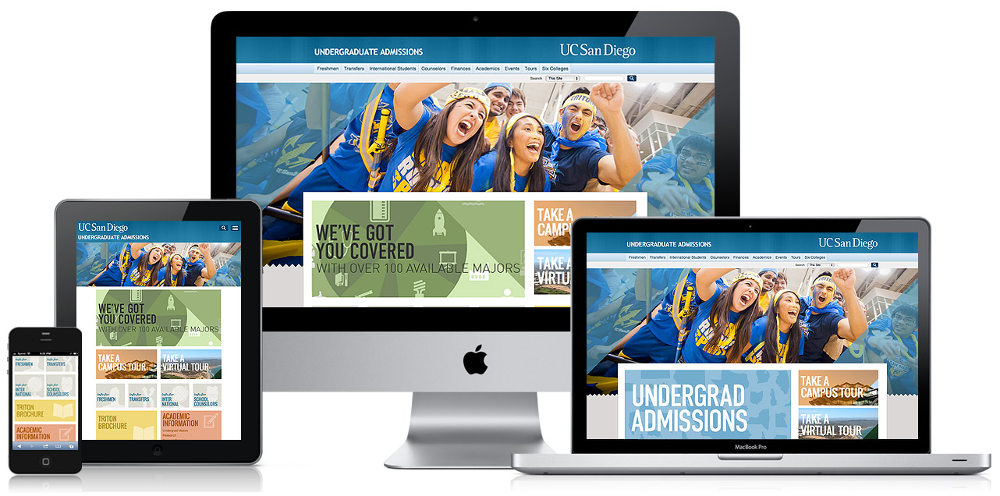 UNDERGRADUATE ADMISSIONS
UC San Diego
Freshmen Transfers International Students Counselors Finances Academics Events Tours Six Colleges
Search This Site
TRITON
WE'VE GOT
YOU COVERED
WITH OVER 100 AVAILABLE MAJORS
TAKE A
CAMP
TAKE A
VIRTU
UC San Diego
UNDERGRADUATE ADMISSIONS
WE'VE GOT
YOU COVERED
WITH OVER 100 AVAILABLE MAJORS
TAKE A
CAMPUS TOUR
TAKE A
VIRTUAL TOUR
info for
FRESHMEN
info for
TRANSFERS
info for
INTER
NATIONAL
info for
SCHOOL
COUNSELORS
TRITON
BROCHURE
ACADEMIC
INFORMATION
Undergrad Majors
Research
info for
FRESHMEN
info for
TRANSFERS
info for
INTER
NATIONAL
info for
SCHOOL
COUNSELORS
TRITON
BROCHURE
ACADEMIC
INFORMATION
UNDERGRADUATE ADMISSIONS
UC San Diego
Freshmen Transfers International Students Counselors Finances Academics Events Tours Six Colleges
Search This Site
UNDERGRAD
ADMISSIONS
TAKE A
CAMPUS TOUR
TAKE A
VIRTUAL TOUR
MacBook Pro